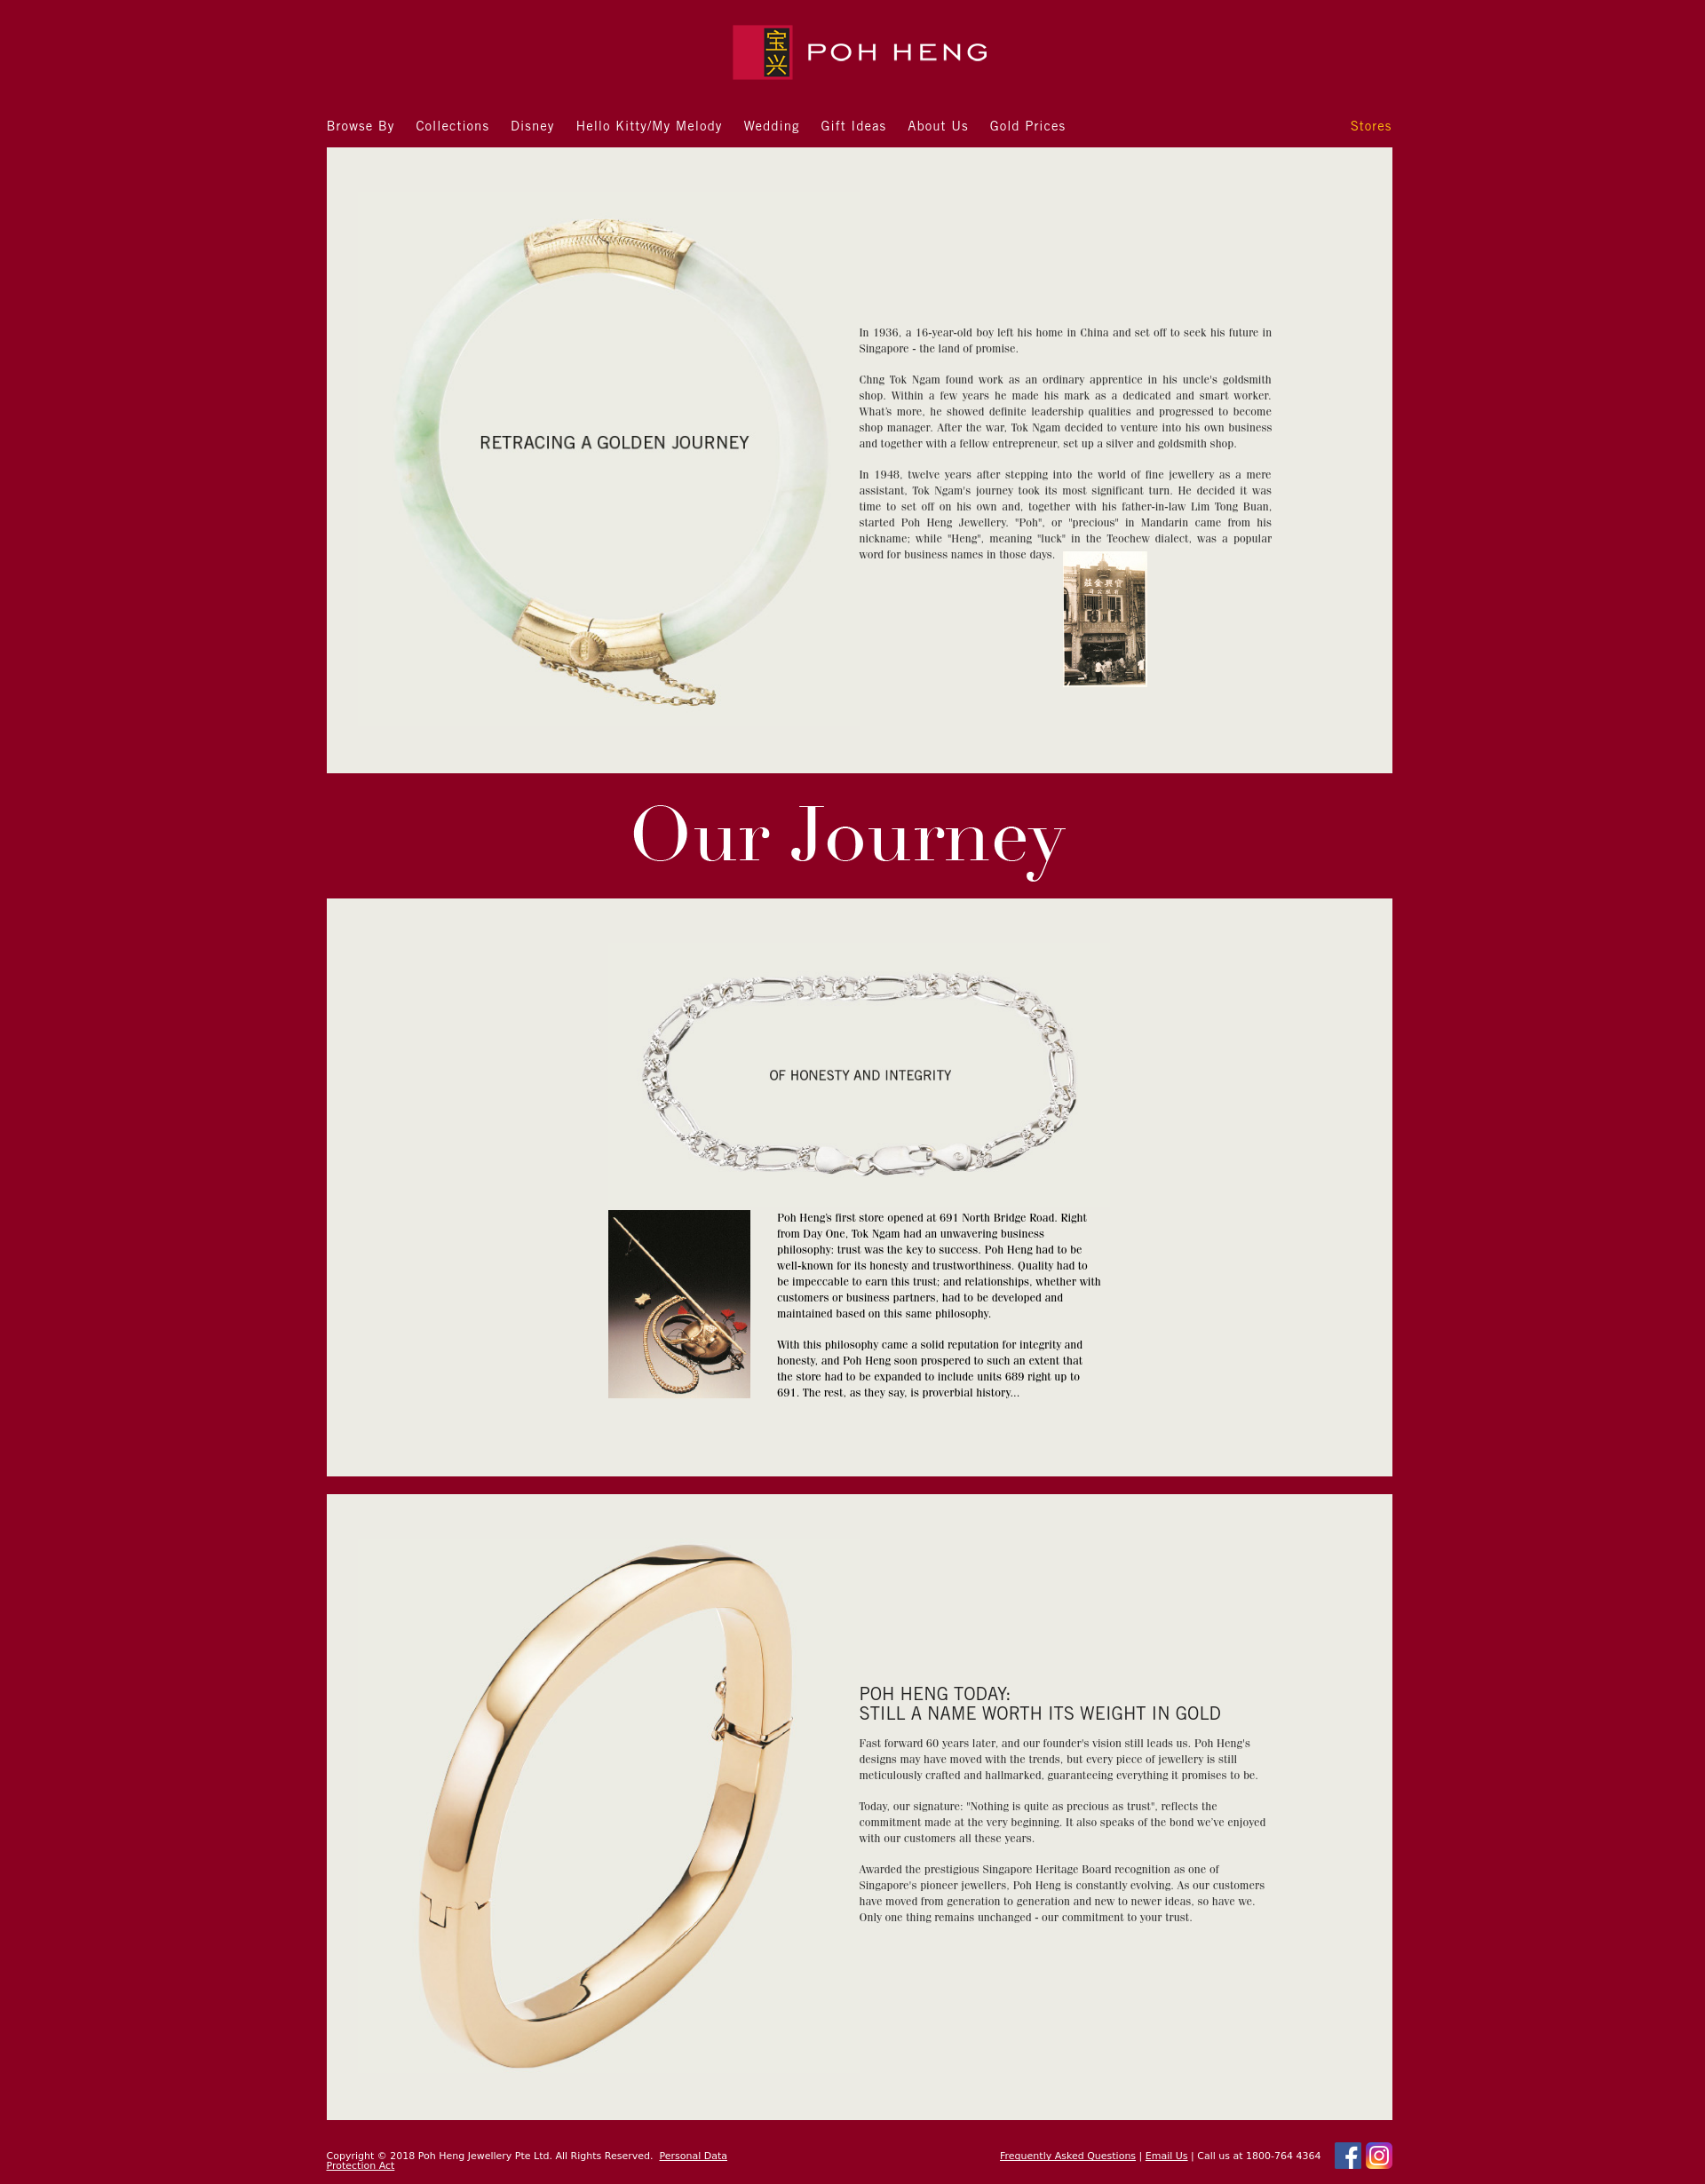 宝兴
POH HENG
Browse By Collections Disney Hello Kitty/My Melody Wedding Gift Ideas About Us Gold Prices Stores
RETRACING A GOLDEN JOURNEY
In 1936, a 16-year-old boy left his home in China and set off to seek his future in
Singapore - the land of promise.
Chng Tok Ngam found work as an ordinary apprentice in his uncle's goldsmith
shop. Within a few years he made his mark as a dedicated and smart worker.
What's more, he showed definite leadership qualities and progressed to become
shop manager. After the war, Tok Ngam decided to venture into his own business
and together with a fellow entrepreneur, set up a silver and goldsmith shop.
In 1948, twelve years after stepping into the world of fine jewellery as a mere
assistant, Tok Ngam's journey took its most significant turn. He decided it was
time to set off on his own and, together with his father-in-law Lim Tong Buan,
started Poh Heng Jewellery. "Poh", or "precious" in Mandarin came from his
nickname; while "Heng", meaning "luck" in the Teochew dialect, was a popular
word for business names in those days.
Our Journey
OF HONESTY AND INTEGRITY
Poh Heng's first store opened at 691 North Bridge Road. Right
from Day One, Tok Ngam had an unwavering business
philosophy: trust was the key to success. Poh Heng had to be
well-known for its honesty and trustworthiness. Quality had to
be impeccable to earn this trust; and relationships, whether with
customers or business partners, had to be developed and
maintained based on this same philosophy.
With this philosophy came a solid reputation for integrity and
honesty, and Poh Heng soon prospered to such an extent that
the store had to be expanded to include units 689 right up to
691. The rest, as they say, is proverbial history...
POH HENG TODAY:
STILL A NAME WORTH ITS WEIGHT IN GOLD
Fast forward 60 years later, and our founder's vision still leads us. Poh Heng's
designs may have moved with the trends, but every piece of jewellery is still
meticulously crafted and hallmarked, guaranteeing everything it promises to be.
Today, our signature: "Nothing is quite as precious as trust", reflects the
commitment made at the very beginning. It also speaks of the bond we've enjoyed
with our customers all these years.
Awarded the prestigious Singapore Heritage Board recognition as one of
Singapore's pioneer jewellers, Poh Heng is constantly evolving. As our customers
have moved from generation to generation and new to newer ideas, so have we.
Only one thing remains unchanged - our commitment to your trust.
Copyright © 2018 Poh Heng Jewellery Pte Ltd. All Rights Reserved. Personal Data
Protection Act
Frequently Asked Questions | Email Us | Call us at 1800-764 4364